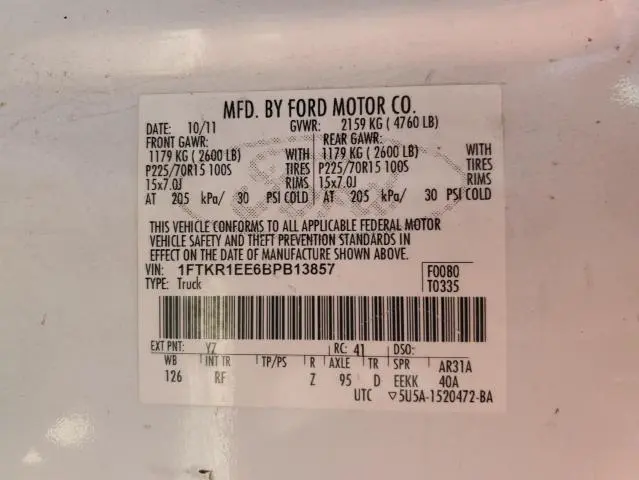 MFD. BY FORD MOTOR CO.
DATE: 10/11 GVWR: 2159 KG ( 4760 LB)
FRONT GAWR: REAR GAWR:
1179 KG ( 2600 LB) WITH 1179 KG ( 2600 LB) WITH
P225/70R15 100S TIRES P225/70R15 100S TIRES
15x7.0J RIMS 15x7.0J RIMS
AT 205 kPa/ 30 PSI COLD AT 205 kPa/ 30 PSI COLD
THIS VEHICLE CONFORMS TO ALL APPLICABLE FEDERAL MOTOR
VEHICLE SAFETY AND THEFT PREVENTION STANDARDS IN
EFFECT ON THE DATE OF MANUFACTURE SHOWN ABOVE.
VIN: 1FTKR1EE6BPB13857 F0080
TYPE: Truck T0335
EXT PNT: YZ RC: 41 DSO:
WB INT TR TP/PS R AXLE TR SPR AR31A
126 RF Z 95 D EEKK 40A
UTC ▽5U5A-1520472-BA